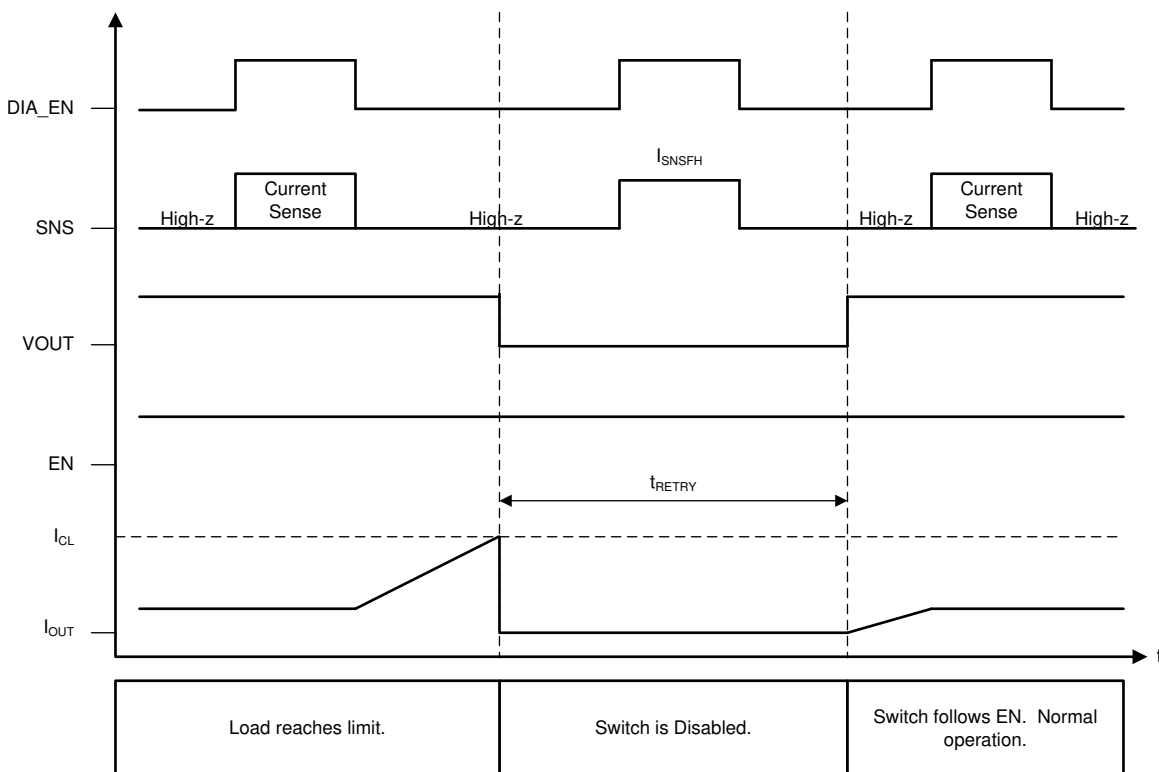 DIA_EN
I_SNSFH
Current
Sense
Current
Sense
High-z
High-z
High-z
High-z
SNS
VOUT
EN
t_RETRY
I_CL
I_OUT
t
Load reaches limit.
Switch is Disabled.
Switch follows EN. Normal
operation.